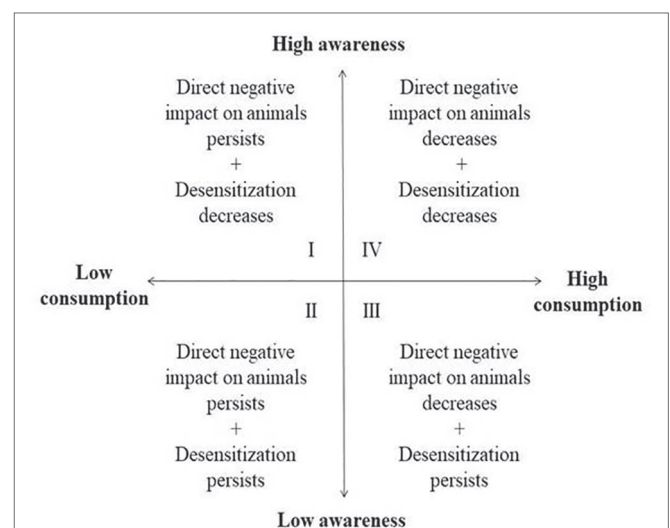 High awareness
Direct negative
impact on animals
persists
+
Desensitization
decreases
Direct negative
impact on animals
decreases
+
Desensitization
decreases
I
IV
Low
consumption
High
consumption
II
III
Direct negative
impact on animals
persists
+
Desensitization
persists
Direct negative
impact on animals
decreases
+
Desensitization
persists
Low awareness